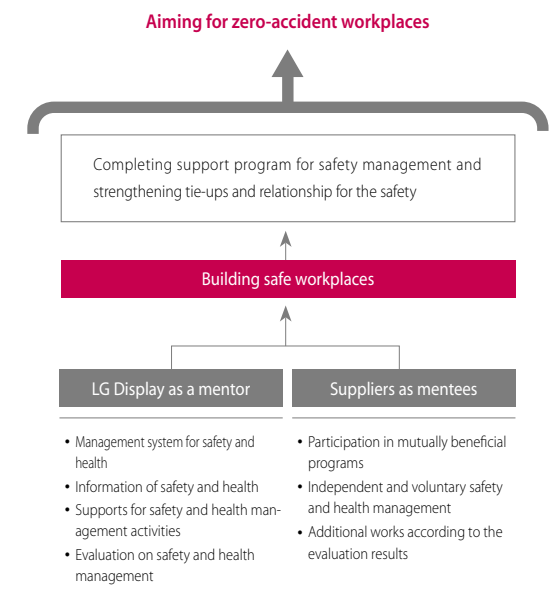 Aiming for zero-accident workplaces
Completing support program for safety management and
strengthening tie-ups and relationship for the safety
Building safe workplaces
LG Display as a mentor
• Management system for safety and
health
• Information of safety and health
• Supports for safety and health man-
agement activities
• Evaluation on safety and health
management
Suppliers as mentees
• Participation in mutually beneficial
programs
• Independent and voluntary safety
and health management
• Additional works according to the
evaluation results